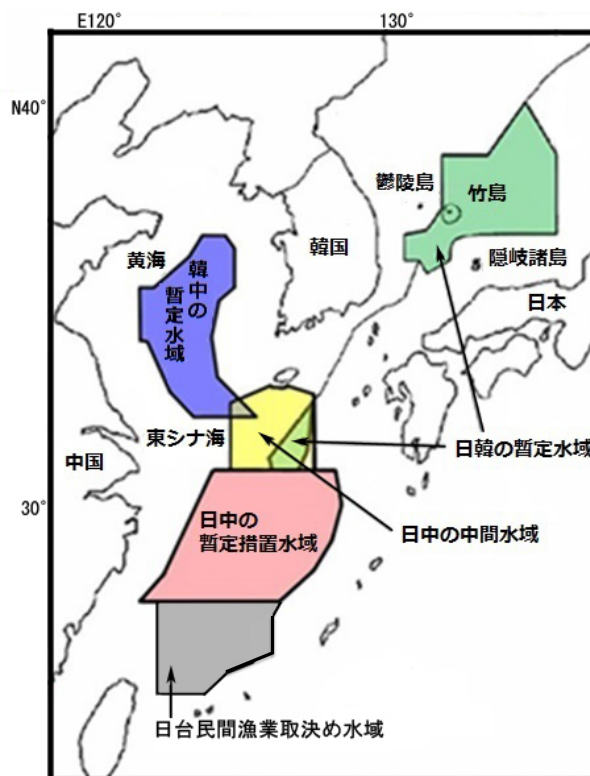 E120°
130°
N40°
鬱陵島
竹島
韓国
黄海
韓中の
暫定水域
隠岐諸島
日本
東シナ海
日韓の暫定水域
中国
30°
日中の
暫定措置水域
日中の中間水域
日台民間漁業取決め水域